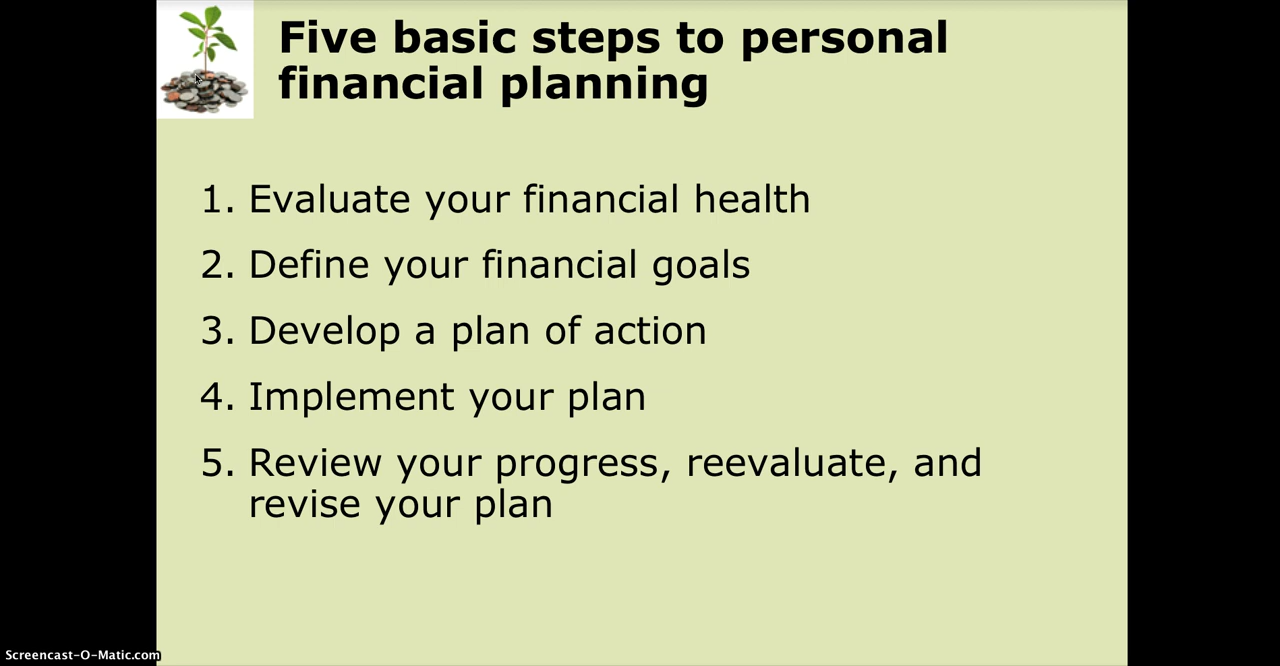 Five basic steps to personal
financial planning
1. Evaluate your financial health
2. Define your financial goals
3. Develop a plan of action
4. Implement your plan
5. Review your progress, reevaluate, and
revise your plan
Screencast-O-Matic.com